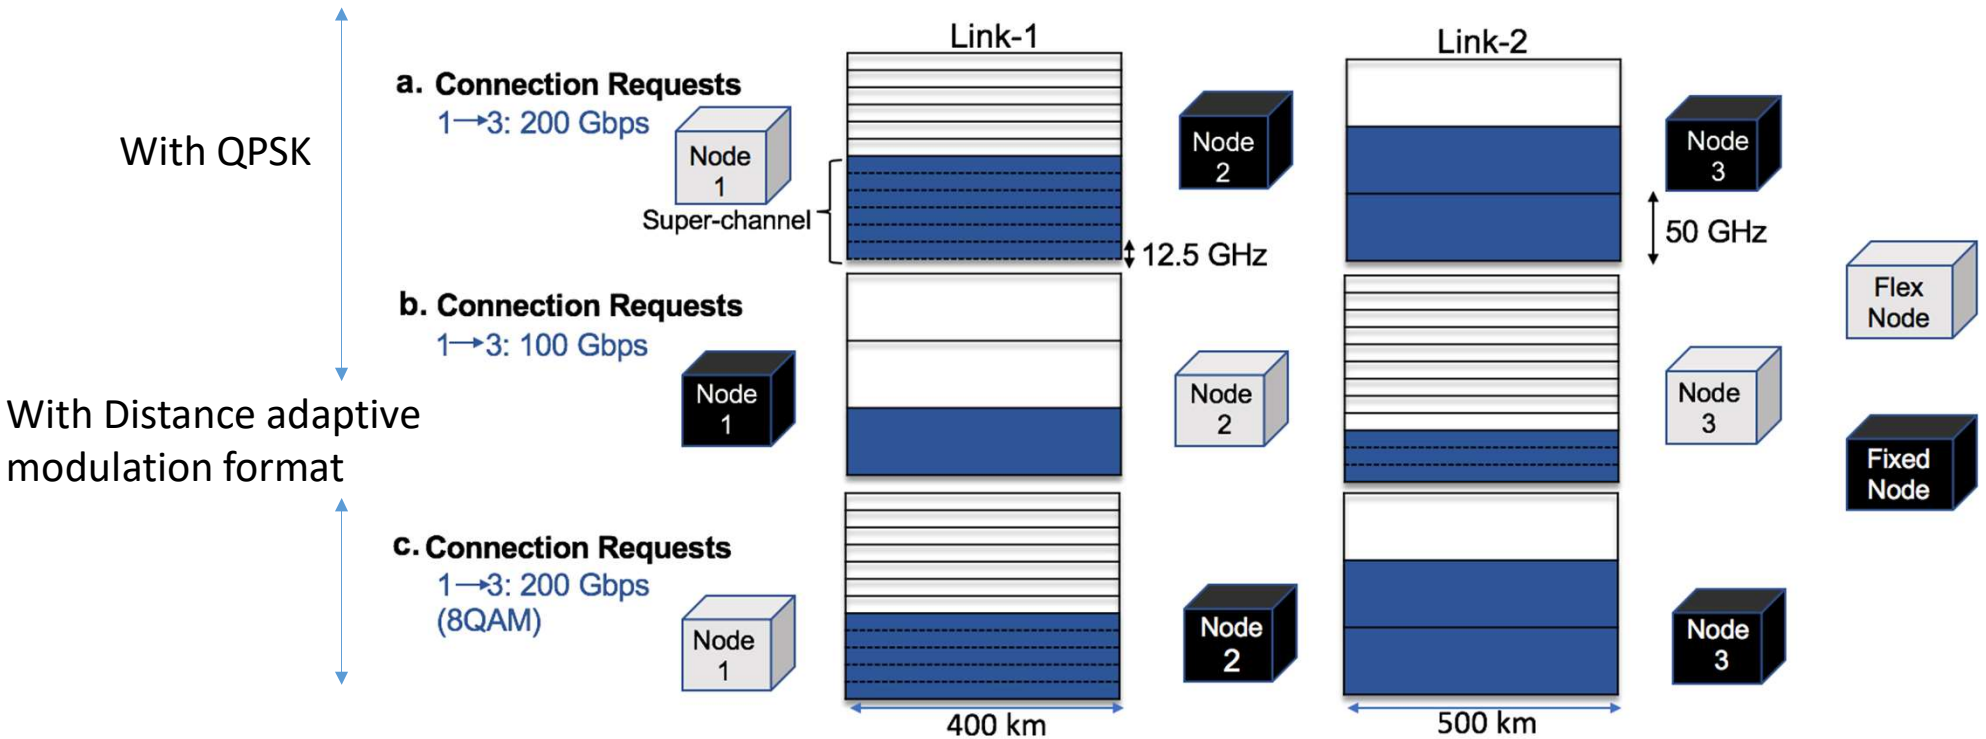 Link-1
Link-2
With QPSK
a. Connection Requests
1→3: 200 Gbps
Node
1
Super-channel
12.5 GHz
Node
2
Node
3
50 GHz
Flex
Node
b. Connection Requests
1→3: 100 Gbps
Node
1
Node
2
Node
3
With Distance adaptive
modulation format
Fixed
Node
c. Connection Requests
1→3: 200 Gbps
(8QAM)
Node
1
Node
2
Node
3
400 km
500 km